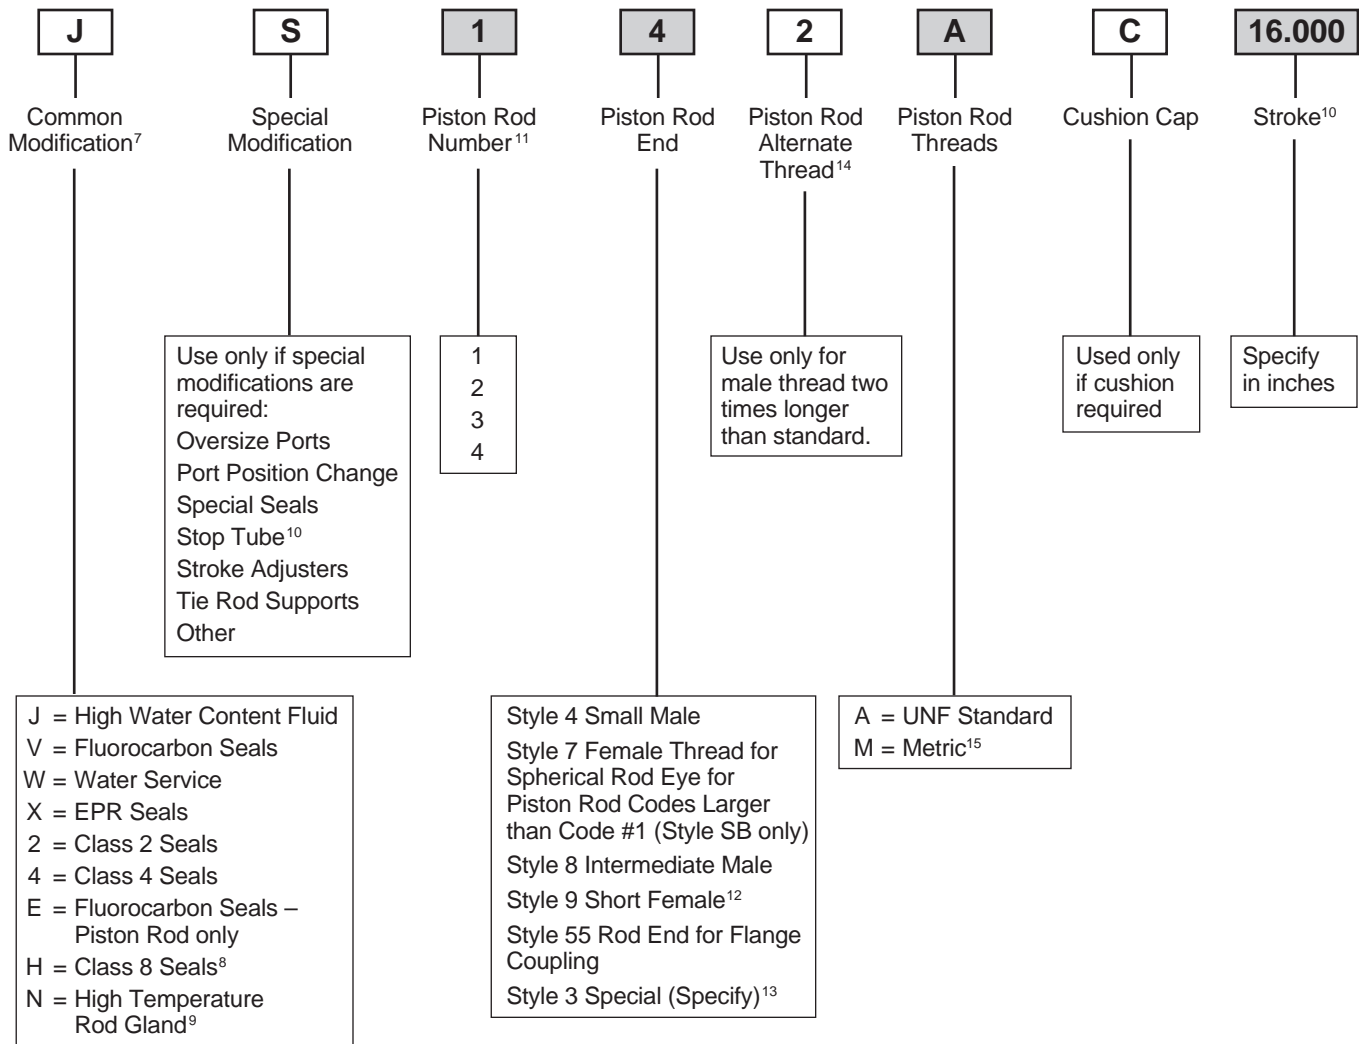 J S 1 4 2 A C 16.000
Common
Modification⁷
Special
Modification
Piston Rod
Number¹¹
Piston Rod
End
Piston Rod
Alternate
Thread¹⁴
Piston Rod
Threads
Cushion Cap
Stroke¹⁰
Use only if special
modifications are
required:
Oversize Ports
Port Position Change
Special Seals
Stop Tube¹⁰
Stroke Adjusters
Tie Rod Supports
Other
1
2
3
4
Use only for
male thread two
times longer
than standard.
Used only
if cushion
required
Specify
in inches
J = High Water Content Fluid
V = Fluorocarbon Seals
W = Water Service
X = EPR Seals
2 = Class 2 Seals
4 = Class 4 Seals
E = Fluorocarbon Seals –
Piston Rod only
H = Class 8 Seals⁸
N = High Temperature
Rod Gland⁹
Style 4 Small Male
Style 7 Female Thread for
Spherical Rod Eye for
Piston Rod Codes Larger
than Code #1 (Style SB only)
Style 8 Intermediate Male
Style 9 Short Female¹²
Style 55 Rod End for Flange
Coupling
Style 3 Special (Specify)¹³
A = UNF Standard
M = Metric¹⁵